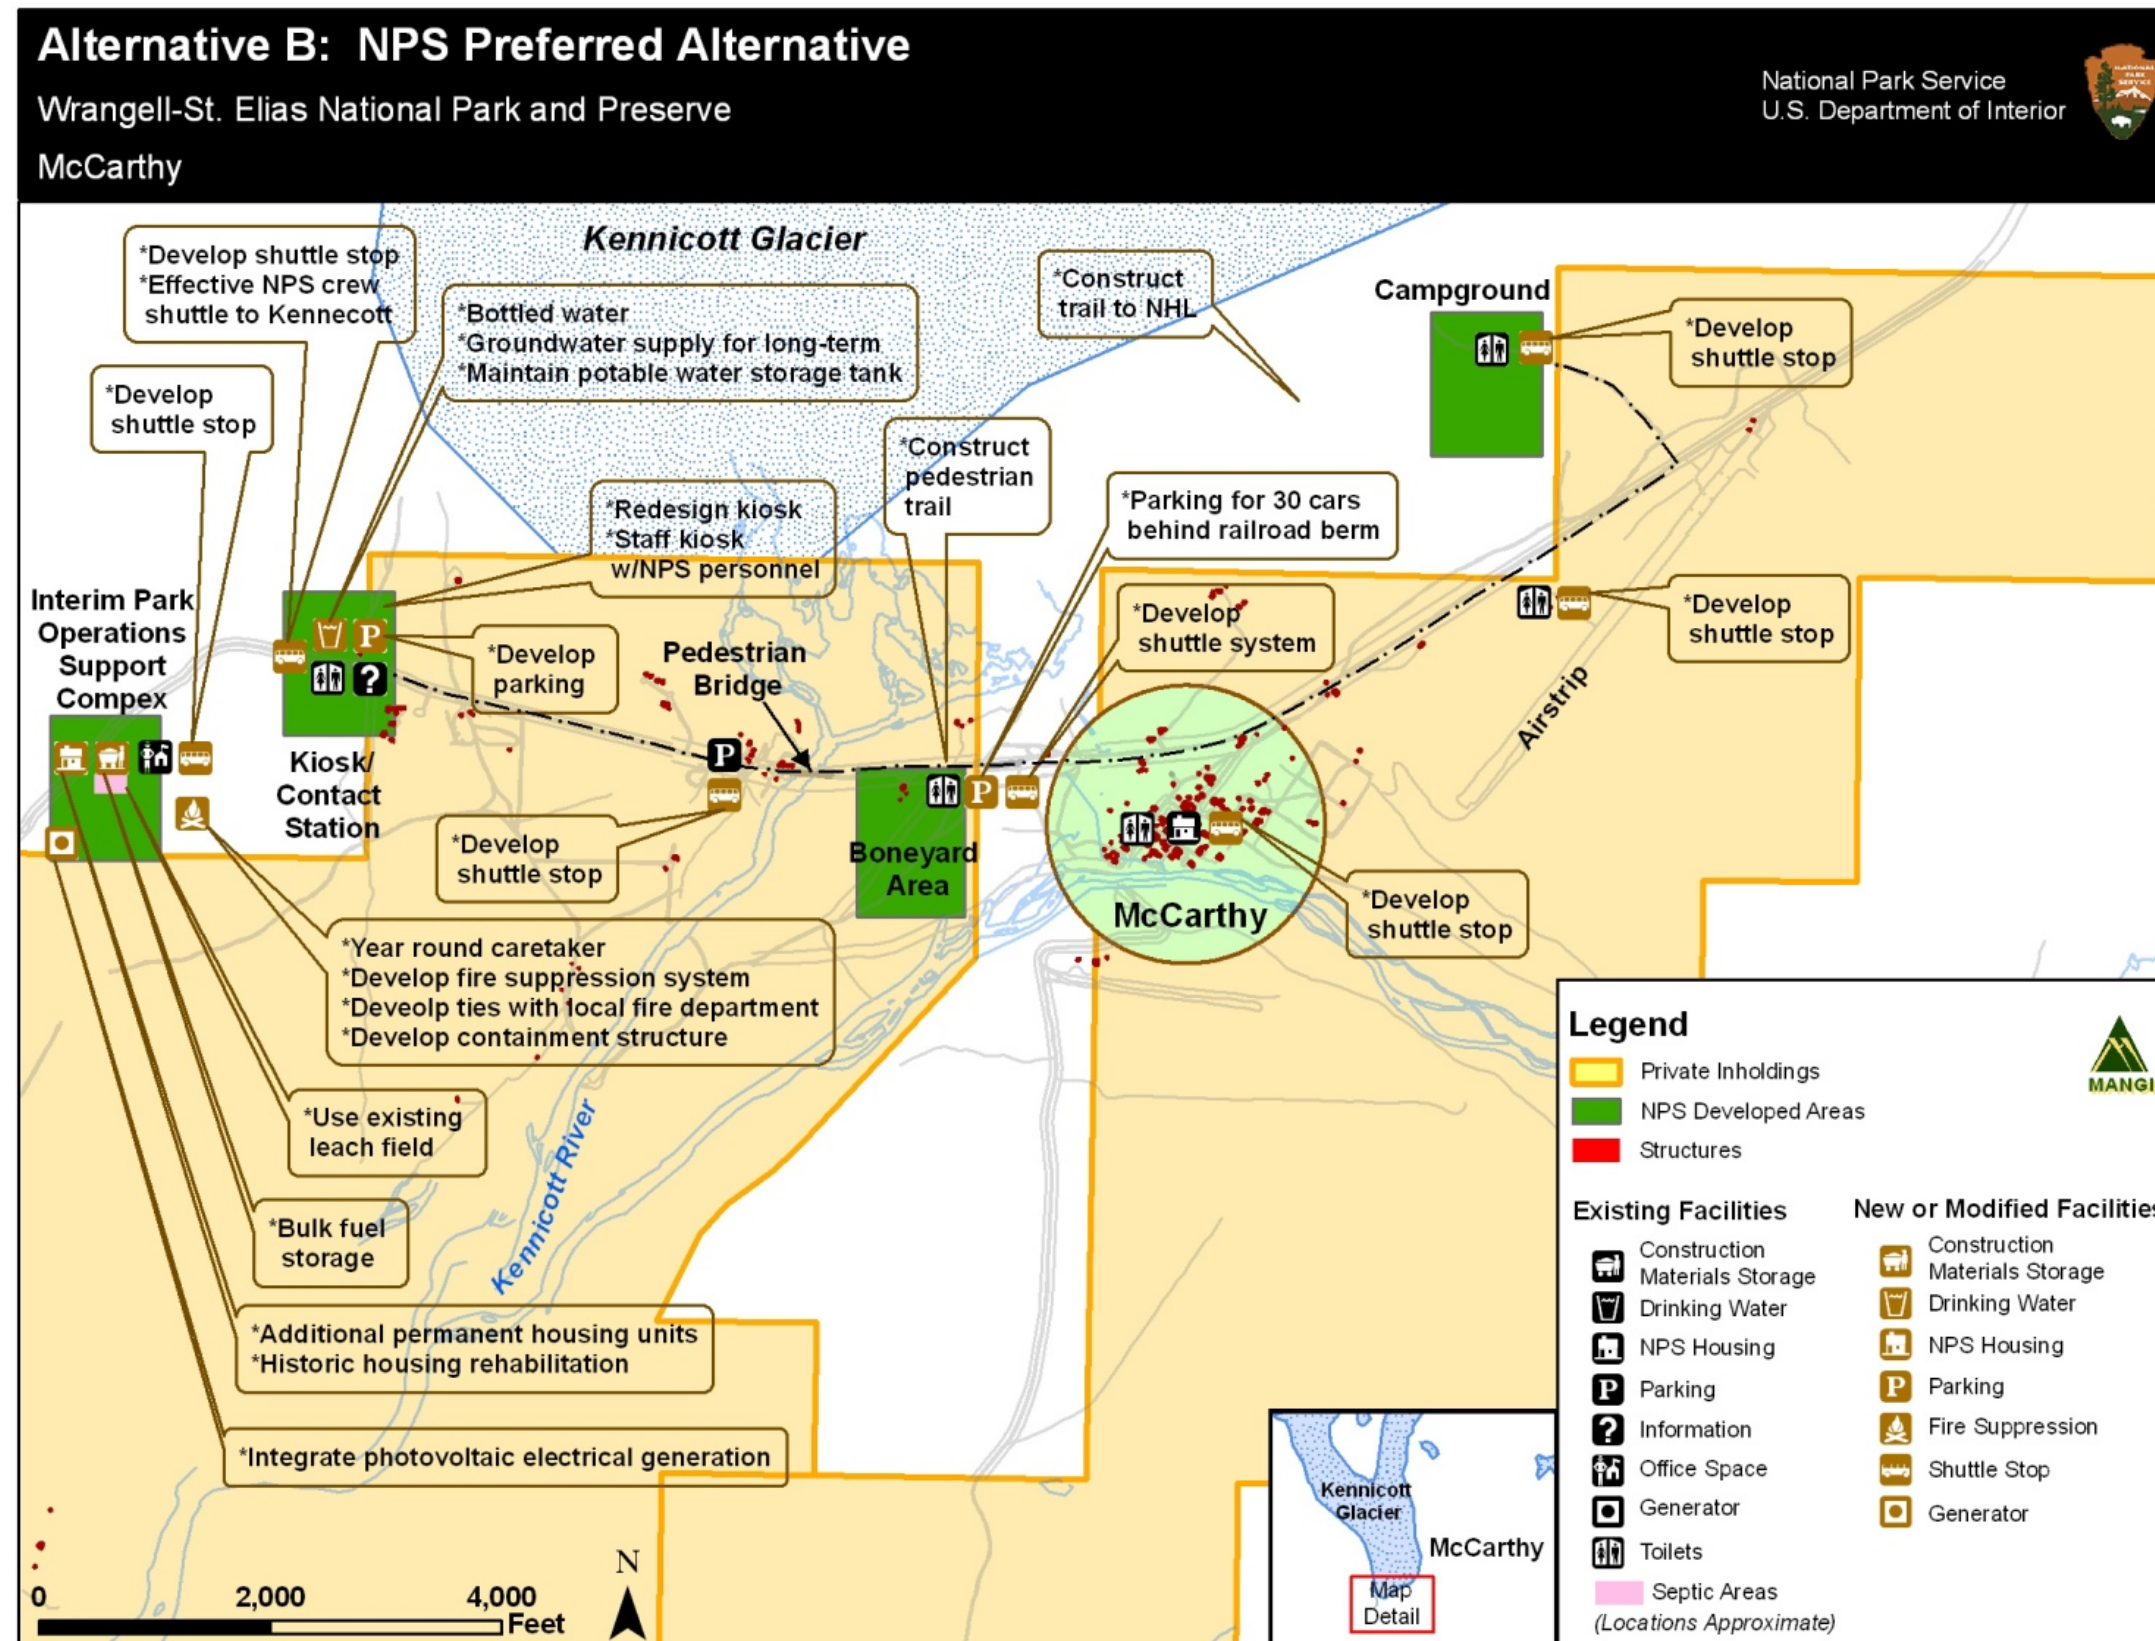 Alternative B: NPS Preferred Alternative
Wrangell-St. Elias National Park and Preserve
McCarthy
National Park Service
U.S. Department of Interior
NATIONAL
PARK
SERVICE
Kennicott Glacier
*Develop shuttle stop
*Effective NPS crew
shuttle to Kennecott
*Bottled water
*Groundwater supply for long-term
*Maintain potable water storage tank
*Construct
trail to NHL
Campground
*Develop
shuttle stop
*Develop
shuttle stop
*Construct
pedestrian
trail
*Parking for 30 cars
behind railroad berm
*Redesign kiosk
*Staff kiosk
w/NPS personnel
Interim Park
Operations
Support
Compex
*Develop
shuttle system
*Develop
shuttle stop
*Develop
parking
Pedestrian
Bridge
P
?
P
P
Airstrip
Kiosk/
Contact
Station
*Develop
shuttle stop
Boneyard
Area
McCarthy
*Develop
shuttle stop
*Year round caretaker
*Develop fire suppression system
*Deveolp ties with local fire department
*Develop containment structure
*Use existing
leach field
Kennicott River
*Bulk fuel
storage
*Additional permanent housing units
*Historic housing rehabilitation
*Integrate photovoltaic electrical generation
0 2,000 4,000
Feet
N
Kennicott
Glacier
McCarthy
Map
Detail
Legend
Private Inholdings
NPS Developed Areas
Structures
MANGI
Existing Facilities
Construction
Materials Storage
Drinking Water
NPS Housing
P Parking
? Information
Office Space
Generator
Toilets
Septic Areas
(Locations Approximate)
New or Modified Facilities
Construction
Materials Storage
Drinking Water
NPS Housing
P Parking
Fire Suppression
Shuttle Stop
Generator